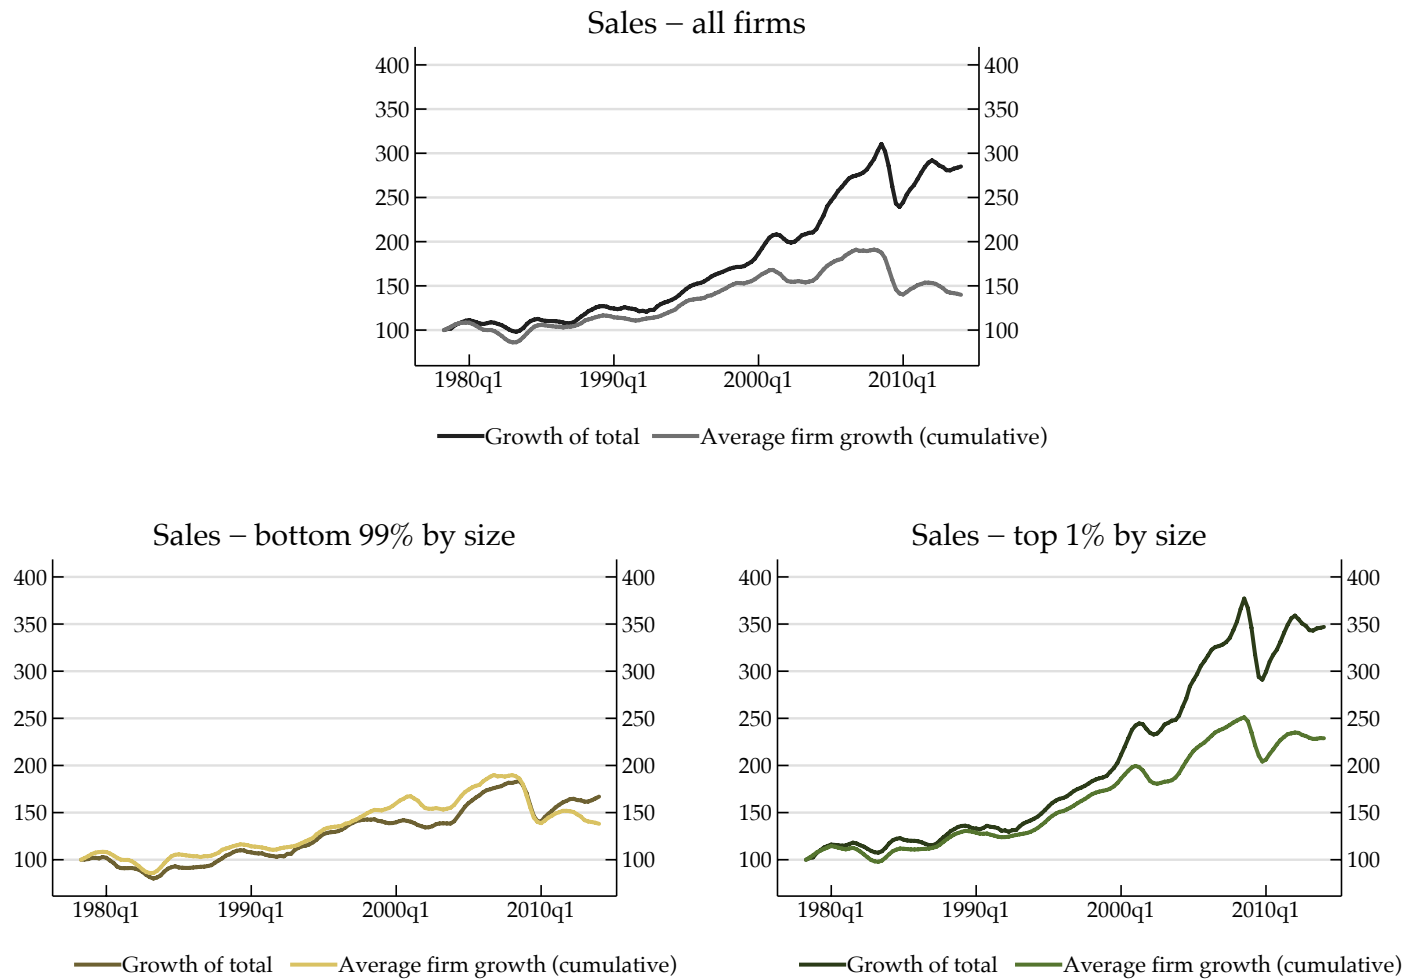 Sales – all firms
400 400
350 350
300 300
250 250
200 200
150 150
100 100
1980q1 1990q1 2000q1 2010q1
Growth of total Average firm growth (cumulative)
Sales – bottom 99% by size
400 400
350 350
300 300
250 250
200 200
150 150
100 100
1980q1 1990q1 2000q1 2010q1
Growth of total Average firm growth (cumulative)
Sales – top 1% by size
400 400
350 350
300 300
250 250
200 200
150 150
100 100
1980q1 1990q1 2000q1 2010q1
Growth of total Average firm growth (cumulative)